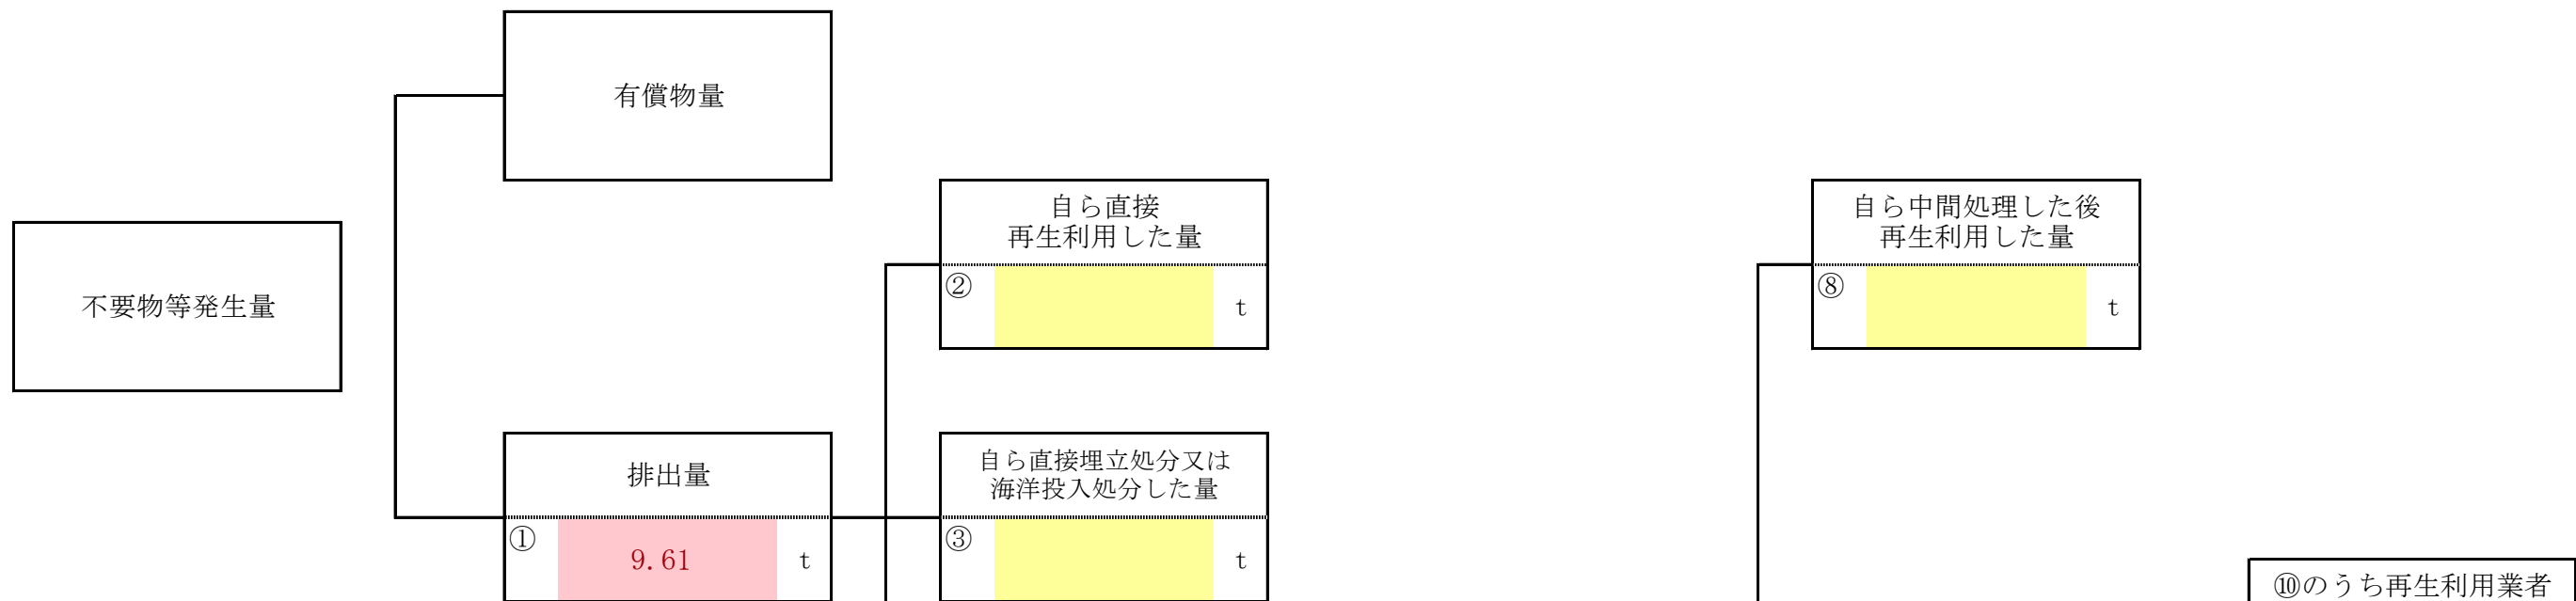 有償物量
自ら直接
再生利用した量
② t
自ら中間処理した後
再生利用した量
⑧ t
不要物等発生量
排出量
① 9.61 t
自ら直接埋立処分又は
海洋投入処分した量
③ t
⑩のうち再生利用業者